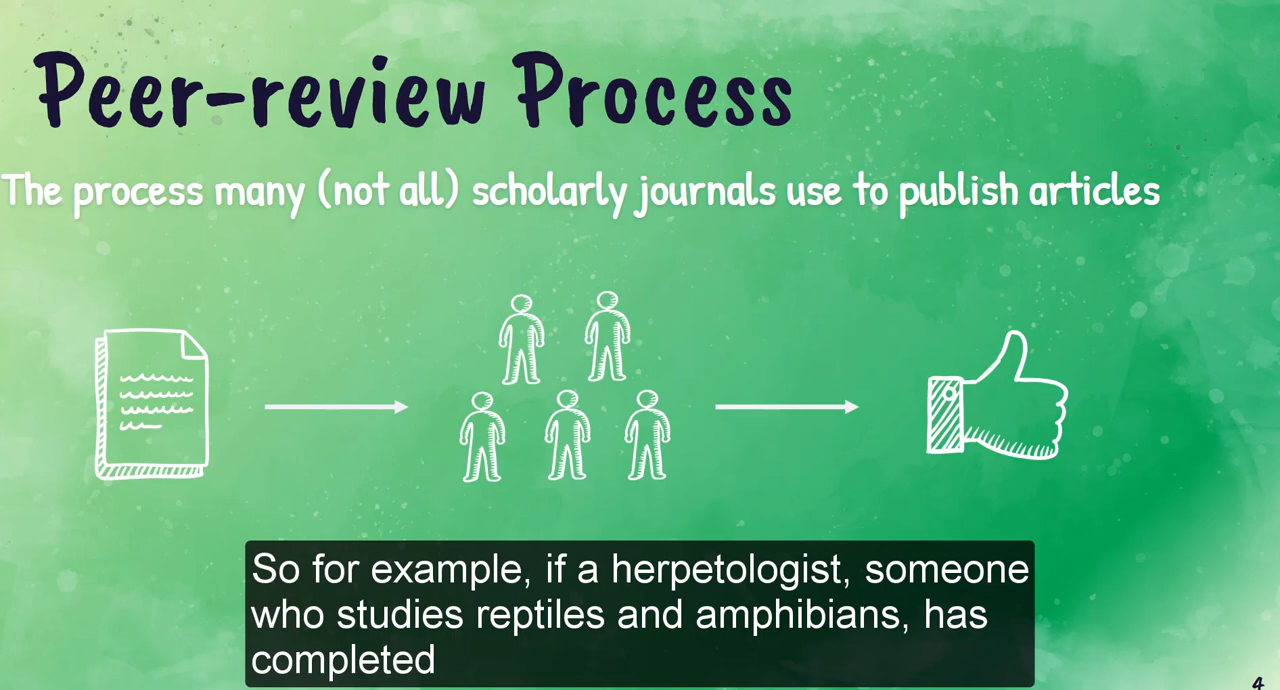 Peer-review Process
The process many (not all) scholarly journals use to publish articles
So for example, if a herpetologist, someone
who studies reptiles and amphibians, has
completed
4